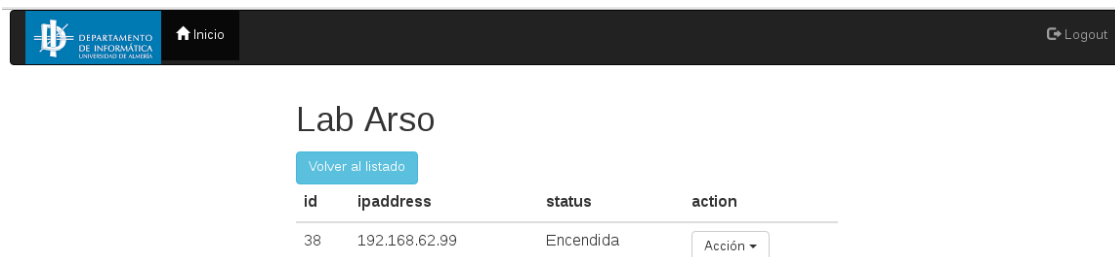 DEPARTAMENTO
DE INFORMÁTICA
UNIVERSIDAD DE ALMERÍA
Inicio
Logout
Lab Arso
Volver al listado
id ipaddress status action
38 192.168.62.99 Encendida Acción